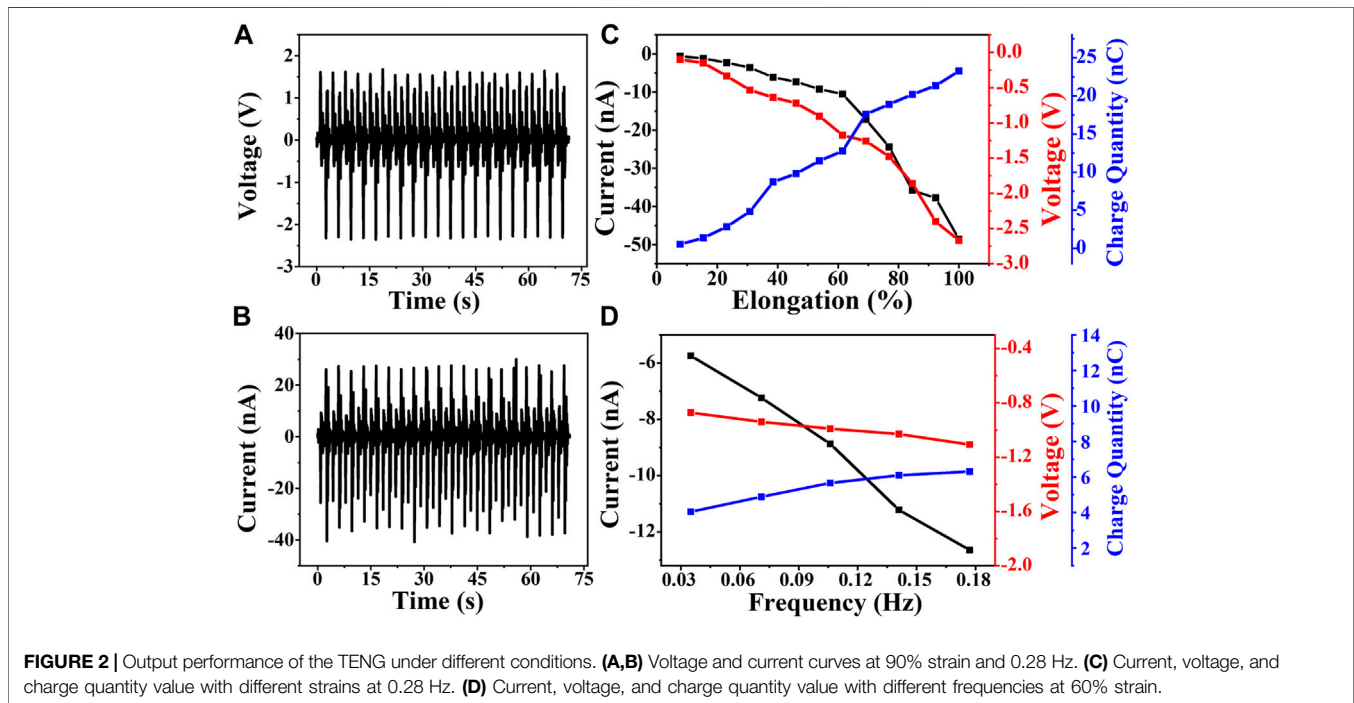 A
Voltage (V)
2
1
0
-1
-2
-3
0 15 30 45 60 75
Time (s)
B
Current (nA)
40
20
0
-20
-40
0 15 30 45 60 75
Time (s)
C
Current (nA)
0
-10
-20
-30
-40
-50
0 20 40 60 80 100
Elongation (%)
0.0
-0.5
-1.0
-1.5
-2.0
-2.5
-3.0
Voltage (V)
25
20
15
10
5
0
Charge Quantity (nC)
D
Current (nA)
-6
-8
-10
-12
0.03 0.06 0.09 0.12 0.15 0.18
Frequency (Hz)
-0.4
-0.8
-1.2
-1.6
-2.0
Voltage (V)
14
12
10
8
6
4
2
Charge Quantity (nC)
FIGURE 2 | Output performance of the TENG under different conditions. (A,B) Voltage and current curves at 90% strain and 0.28 Hz. (C) Current, voltage, and
charge quantity value with different strains at 0.28 Hz. (D) Current, voltage, and charge quantity value with different frequencies at 60% strain.